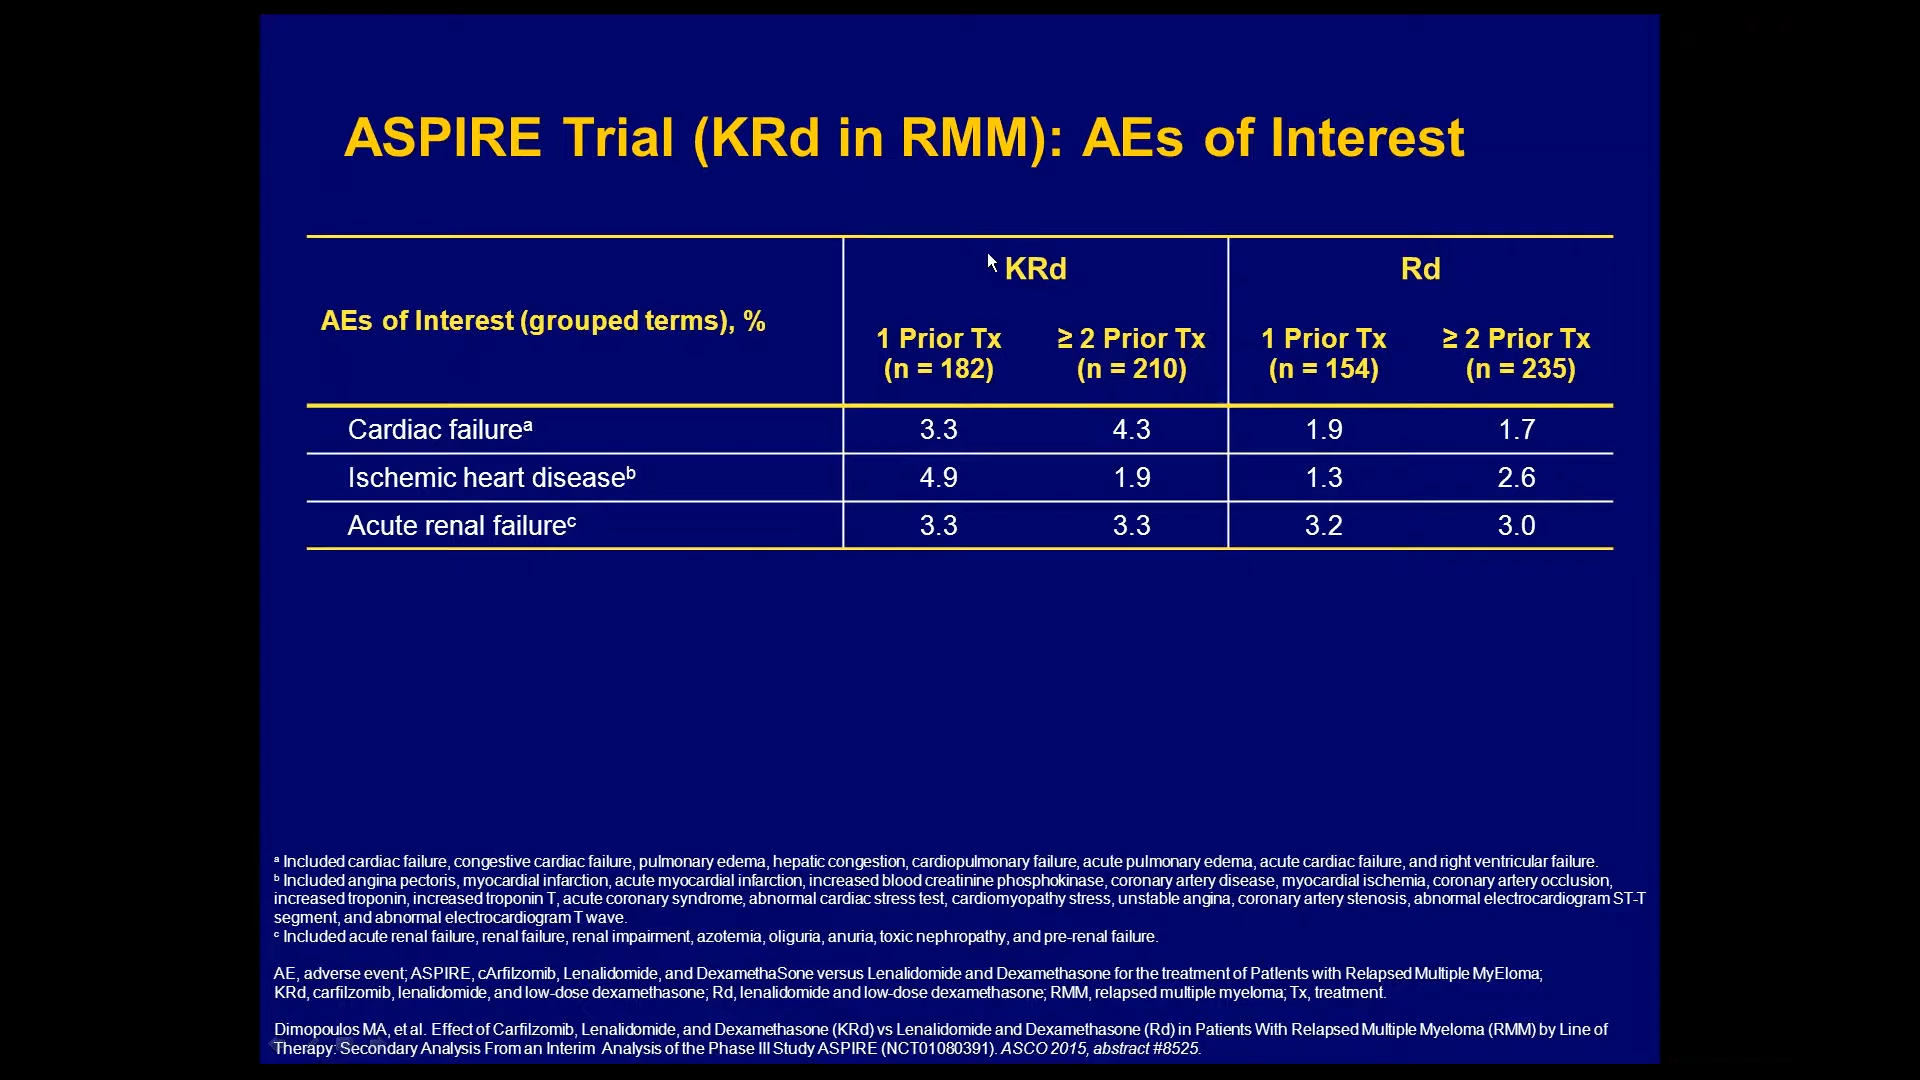 ASPIRE Trial (KRd in RMM): AEs of Interest
AEs of Interest (grouped terms), %
KRd
Rd
1 Prior Tx
(n = 182)
≥ 2 Prior Tx
(n = 210)
1 Prior Tx
(n = 154)
≥ 2 Prior Tx
(n = 235)
Cardiac failureᵃ 3.3 4.3 1.9 1.7
Ischemic heart diseaseᵇ 4.9 1.9 1.3 2.6
Acute renal failureᶜ 3.3 3.3 3.2 3.0
ᵃ Included cardiac failure, congestive cardiac failure, pulmonary edema, hepatic congestion, cardiopulmonary failure, acute pulmonary edema, acute cardiac failure, and right ventricular failure.
ᵇ Included angina pectoris, myocardial infarction, acute myocardial infarction, increased blood creatinine phosphokinase, coronary artery disease, myocardial ischemia, coronary artery occlusion,
increased troponin, increased troponin T, acute coronary syndrome, abnormal cardiac stress test, cardiomyopathy stress, unstable angina, coronary artery stenosis, abnormal electrocardiogram ST-T
segment, and abnormal electrocardiogram T wave.
ᶜ Included acute renal failure, renal failure, renal impairment, azotemia, oliguria, anuria, toxic nephropathy, and pre-renal failure.
AE, adverse event; ASPIRE, cArfilzomib, Lenalidomide, and DexamethaSone versus Lenalidomide and Dexamethasone for the treatment of PatIents with Relapsed Multiple MyEloma;
KRd, carfilzomib, lenalidomide, and low-dose dexamethasone; Rd, lenalidomide and low-dose dexamethasone; RMM, relapsed multiple myeloma; Tx, treatment.
Dimopoulos MA, et al. Effect of Carfilzomib, Lenalidomide, and Dexamethasone (KRd) vs Lenalidomide and Dexamethasone (Rd) in Patients With Relapsed Multiple Myeloma (RMM) by Line of
Therapy: Secondary Analysis From an Interim Analysis of the Phase III Study ASPIRE (NCT01080391). ASCO 2015, abstract #8525.